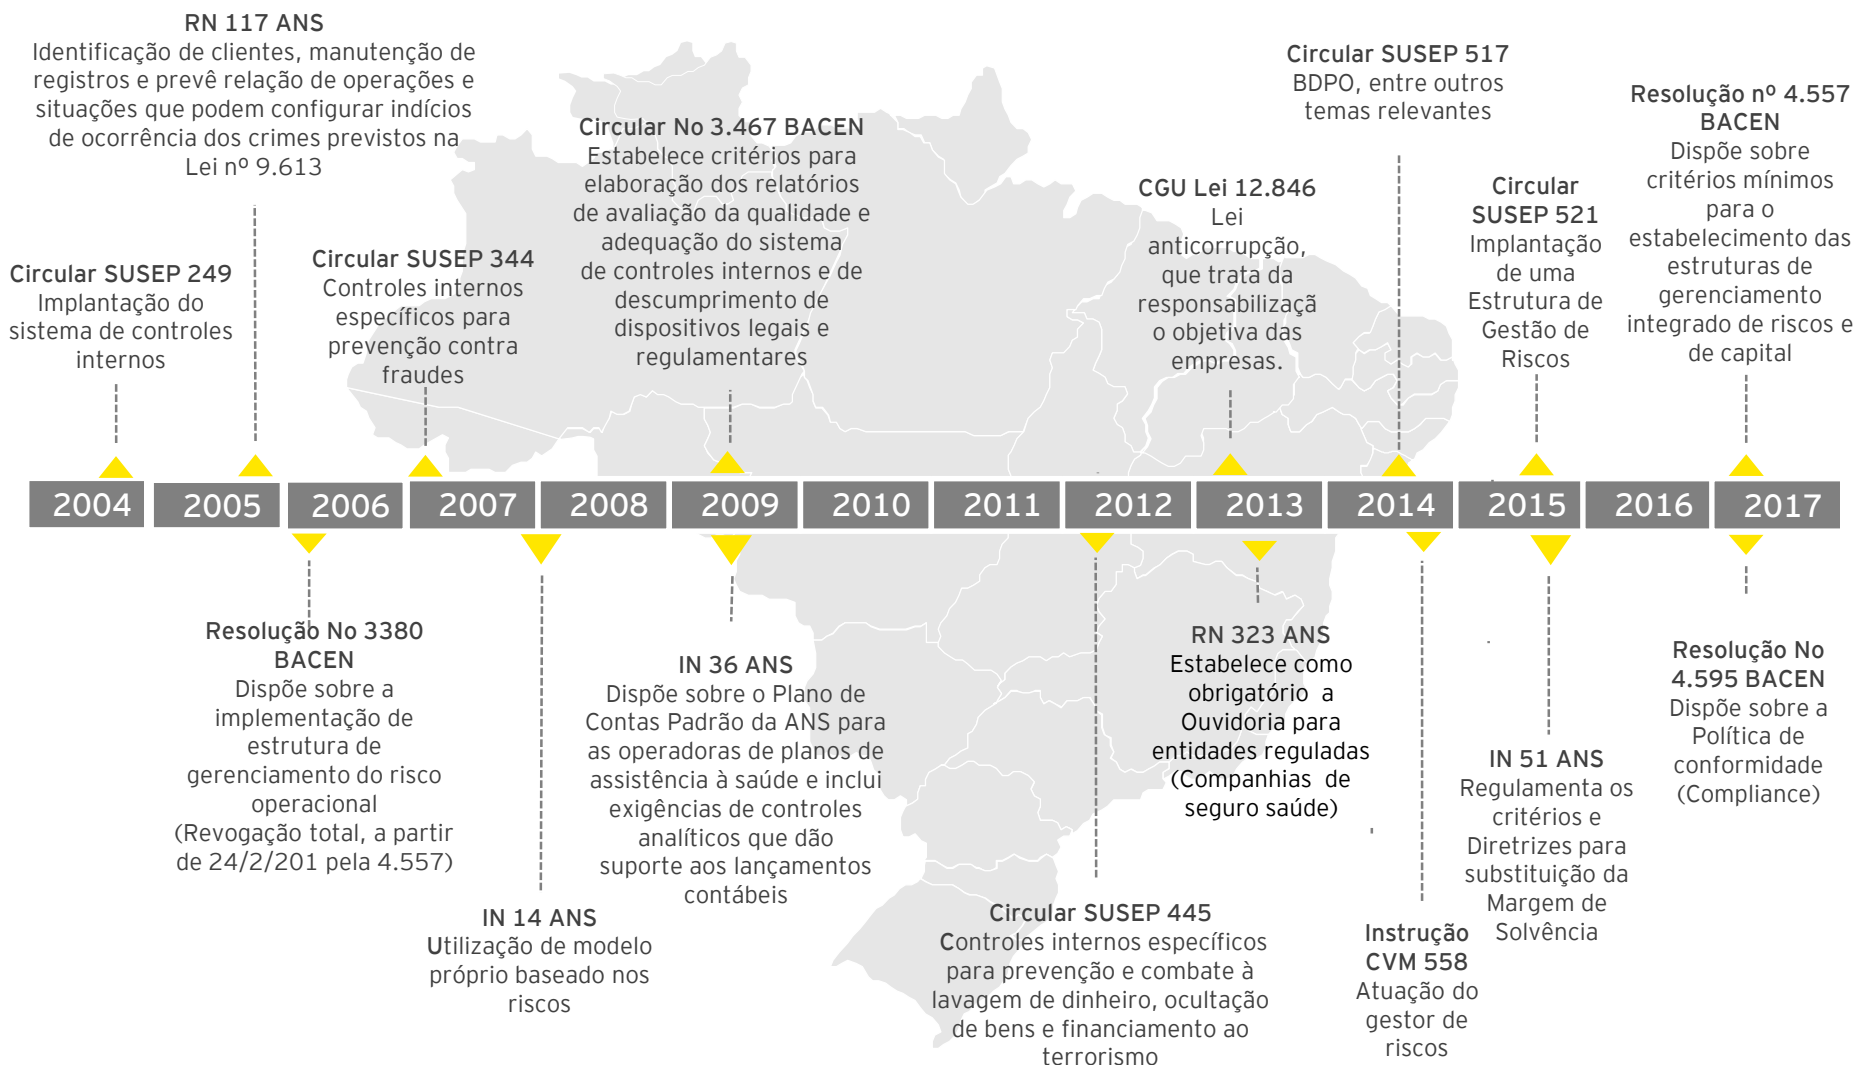 RN 117 ANS
Identificação de clientes, manutenção de
registros e prevê relação de operações e
situações que podem configurar indícios
de ocorrência dos crimes previstos na
Lei nº 9.613
Circular SUSEP 249
Implantação do
sistema de controles
internos
Circular SUSEP 344
Controles internos
específicos para
prevenção contra
fraudes
Circular No 3.467 BACEN
Estabelece critérios para
elaboração dos relatórios
de avaliação da qualidade e
adequação do sistema
de controles internos e de
descumprimento de
dispositivos legais e
regulamentares
CGU Lei 12.846
Lei
anticorrupção,
que trata da
responsabilizaçã
o objetiva das
empresas.
Circular SUSEP 517
BDPO, entre outros
temas relevantes
Circular
SUSEP 521
Implantação
de uma
Estrutura de
Gestão de
Riscos
Resolução nº 4.557
BACEN
Dispõe sobre
critérios mínimos
para o
estabelecimento das
estruturas de
gerenciamento
integrado de riscos e
de capital
2004 2005 2006 2007 2008 2009 2010 2011 2012 2013 2014 2015 2016 2017
Resolução No 3380
BACEN
Dispõe sobre a
implementação de
estrutura de
gerenciamento do risco
operacional
(Revogação total, a partir
de 24/2/201 pela 4.557)
IN 14 ANS
Utilização de modelo
próprio baseado nos
riscos
IN 36 ANS
Dispõe sobre o Plano de
Contas Padrão da ANS para
as operadoras de planos de
assistência à saúde e inclui
exigências de controles
analíticos que dão
suporte aos lançamentos
contábeis
Circular SUSEP 445
Controles internos específicos
para prevenção e combate à
lavagem de dinheiro, ocultação
de bens e financiamento ao
terrorismo
RN 323 ANS
Estabelece como
obrigatório a
Ouvidoria para
entidades reguladas
(Companhias de
seguro saúde)
Instrução
CVM 558
Atuação do
gestor de
riscos
IN 51 ANS
Regulamenta os
critérios e
Diretrizes para
substituição da
Margem de
Solvência
Resolução No
4.595 BACEN
Dispõe sobre a
Política de
conformidade
(Compliance)